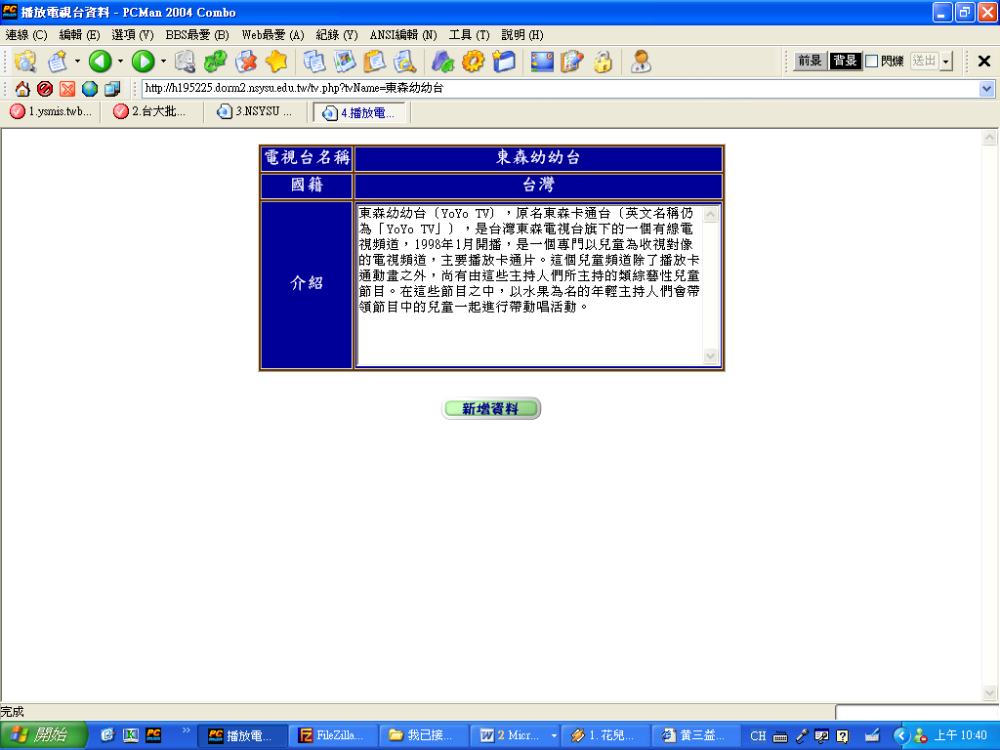 播放電視台資料 - PCMan 2004 Combo
連線 (C) 編輯 (E) 選項 (V) BBS最愛 (B) Web最愛 (A) 紀錄 (Y) ANSI編輯 (N) 工具 (T) 說明 (H)
前景 背景 閃爍 送出
http://h195225.dorm2.nsysu.edu.tw/tv.php?tvName=東森幼幼台
1.ysmis.twb... 2.台大批... 3.NSYSU ... 4.播放電...
電視台名稱 東森幼幼台
國籍 台灣
介紹
東森幼幼台（YoYo TV），原名東森卡通台（英文名稱仍
為「YoYo TV」），是台灣東森電視台旗下的一個有線電
視頻道，1998年1月開播，是一個專門以兒童為收視對像
的電視頻道，主要播放卡通片。這個兒童頻道除了播放卡
通動畫之外，尚有由這些主持人們所主持的類綜藝性兒童
節目。在這些節目之中，以水果為名的年輕主持人們會帶
領節目中的兒童一起進行帶動唱活動。
新增資料
完成
開始 播放電... FileZilla... 我已接... 2 Micr... 1. 花兒... 黃三益... CH 上午 10:40